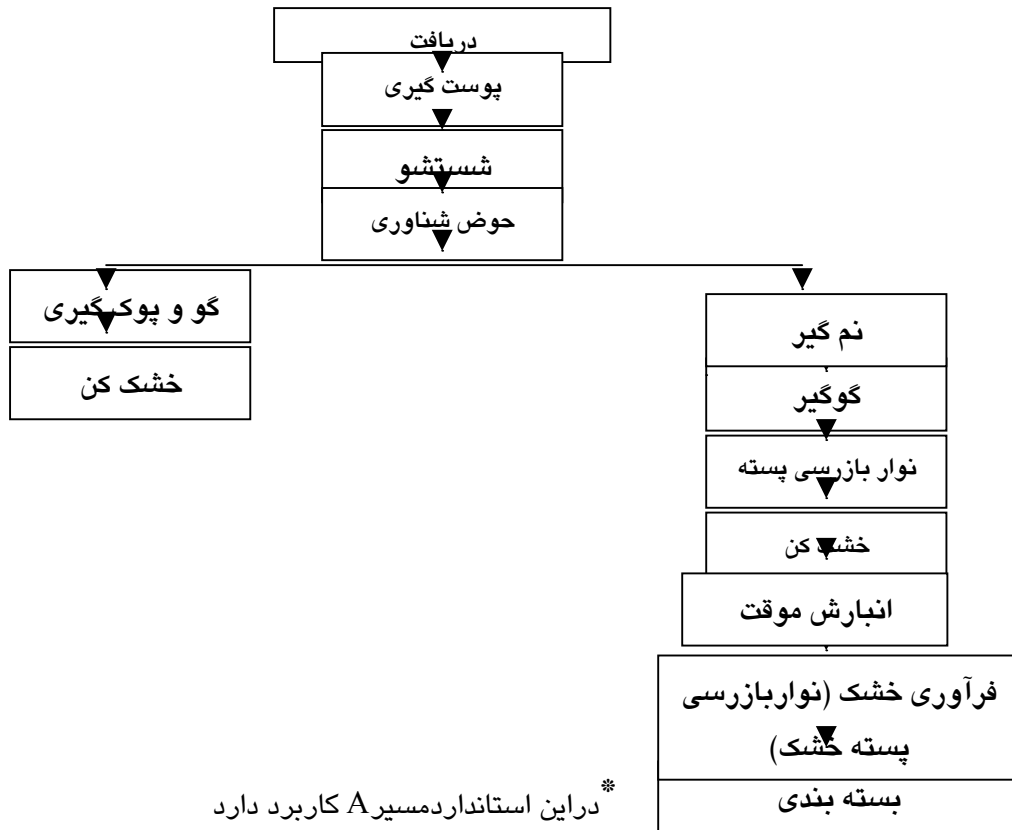 دریافت
پوست گیری
شستشو
حوض شناوری
نم گیر
گوگیر
نوار بازرسی پسته
خشک کن
انبارش موقت
فرآوری خشک (نواربازرسی
پسته خشک)
بسته بندی
گو و پوک گیری
خشک کن
*دراین استانداردمسیرA کاربرد دارد